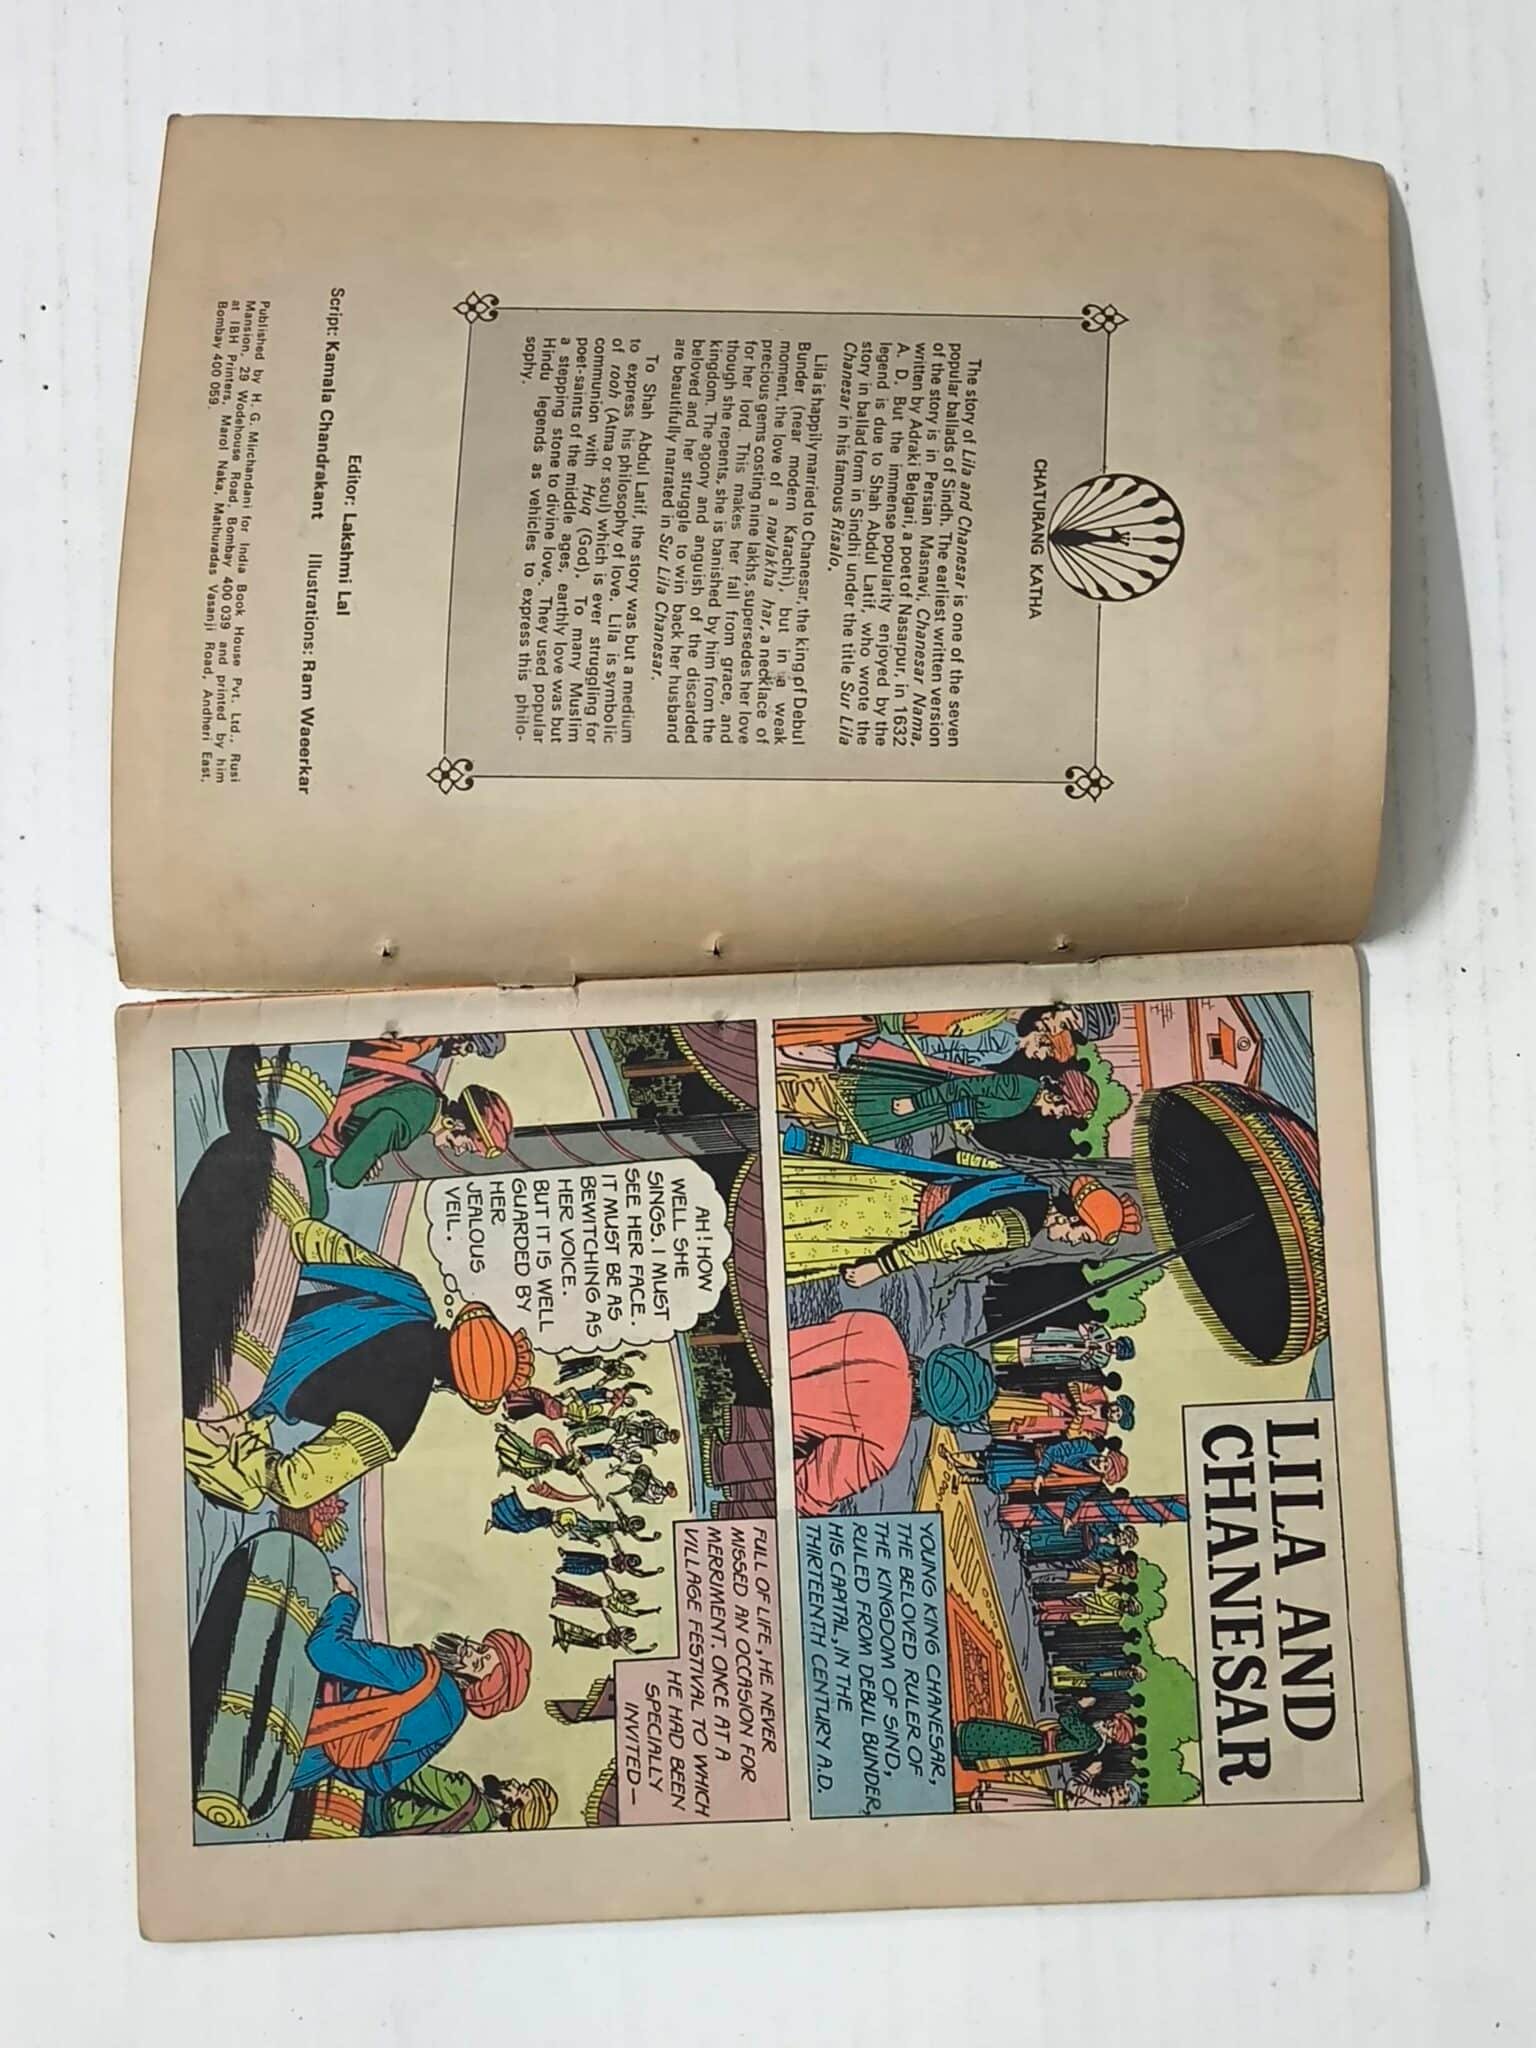 CHATURANG KATHA
The story of Lila and Chanesar is one of the seven
popular ballads of Sindh. The earliest written version
of the story is in Persian Masnavi, Chanesar Nama,
written by Adraki Belgari, a poet of Nasarpur, in 1632
A. D. But the immense popularity enjoyed by the
legend is due to Shah Abdul Latif, who wrote the
story in ballad form in Sindhi under the title Sur Lila
Chanesar in his famous Risalo.
Lila is happily married to Chanesar, the king of Debul
Bunder (near modern Karachi), but in a weak
moment, the love of a navlakha har, a necklace of
precious gems costing nine lakhs, supersedes her love
for her lord. This makes her fall from grace, and
though she repents, she is banished by him from the
kingdom. The agony and anguish of the discarded
beloved and her struggle to win back her husband
are beautifully narrated in Sur Lila Chanesar.
To Shah Abdul Latif, the story was but a medium
to express his philosophy of love. Lila is symbolic
of rooh (Atma or soul) which is ever struggling for
communion with Huq (God). To many Muslim
poet-saints of the middle ages, earthly love was but
a stepping stone to divine love. They used popular
Hindu legends as vehicles to express this philo-
sophy.
Editor: Lakshmi Lal
Script: Kamala Chandrakant Illustrations: Ram Waeerkar
Published by H. G. Mirchandani for India Book House Pvt. Ltd., Rusi
Mansion, 29 Wodehouse Road, Bombay 400 039 and printed by him
at IBH Printers, Marol Naka, Mathuradas Vasanji Road, Andheri East,
Bombay 400 059.
LILA AND
CHANESAR
YOUNG KING CHANESAR,
THE BELOVED RULER OF
THE KINGDOM OF SIND,
RULED FROM DEBUL BUNDER,
HIS CAPITAL, IN THE
THIRTEENTH CENTURY A.D.
FULL OF LIFE, HE NEVER
MISSED AN OCCASION FOR
MERRIMENT. ONCE AT A
VILLAGE FESTIVAL TO WHICH
HE HAD BEEN
SPECIALLY
INVITED—
AH! HOW
WELL SHE
SINGS. I MUST
SEE HER FACE.
IT MUST BE AS
BEWITCHING AS
HER VOICE.
BUT IT IS WELL
GUARDED BY
HER
JEALOUS
VEIL.